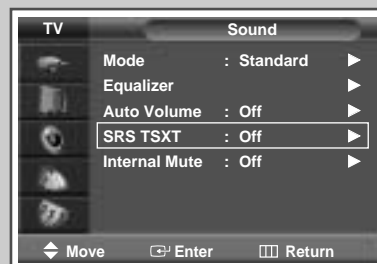 TV Sound
Mode : Standard
Equalizer
Auto Volume : Off
SRS TSXT : Off
Internal Mute : Off
Move Enter Return